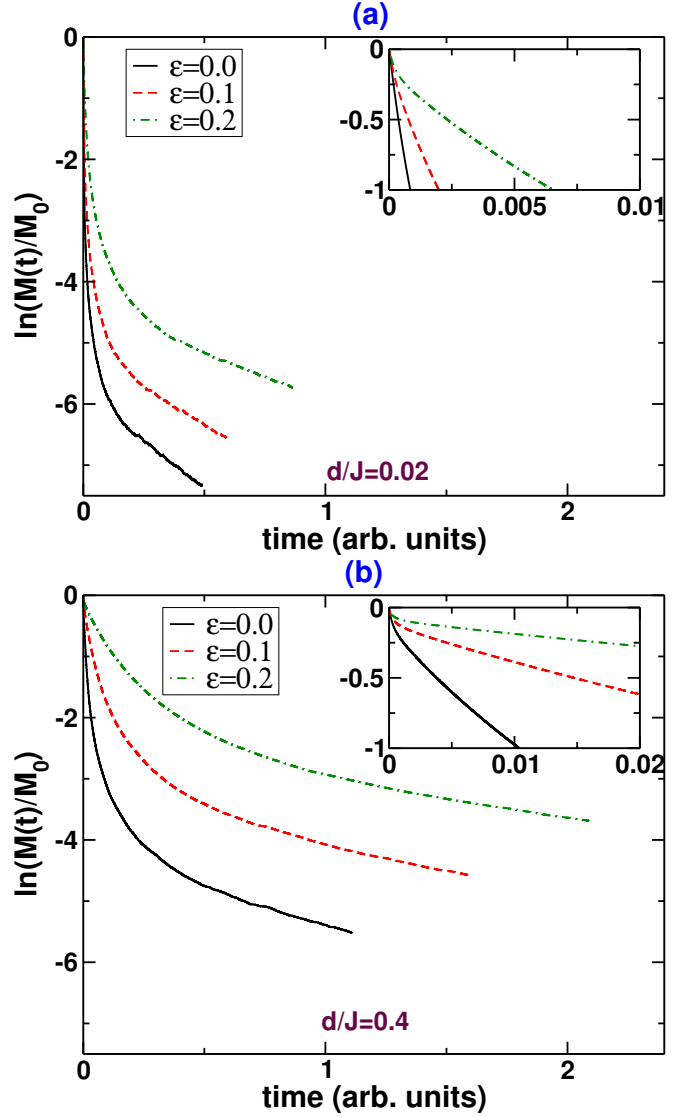 (a)
0
-2
-4
-6
ln(M(t)/M_0)
ε=0.0
ε=0.1
ε=0.2
0
-0.5
-1
0
0.005
0.01
d/J=0.02
0
1
2
time (arb. units)
(b)
0
-2
-4
-6
ln(M(t)/M_0)
ε=0.0
ε=0.1
ε=0.2
0
-0.5
-1
0
0.01
0.02
d/J=0.4
0
1
2
time (arb. units)